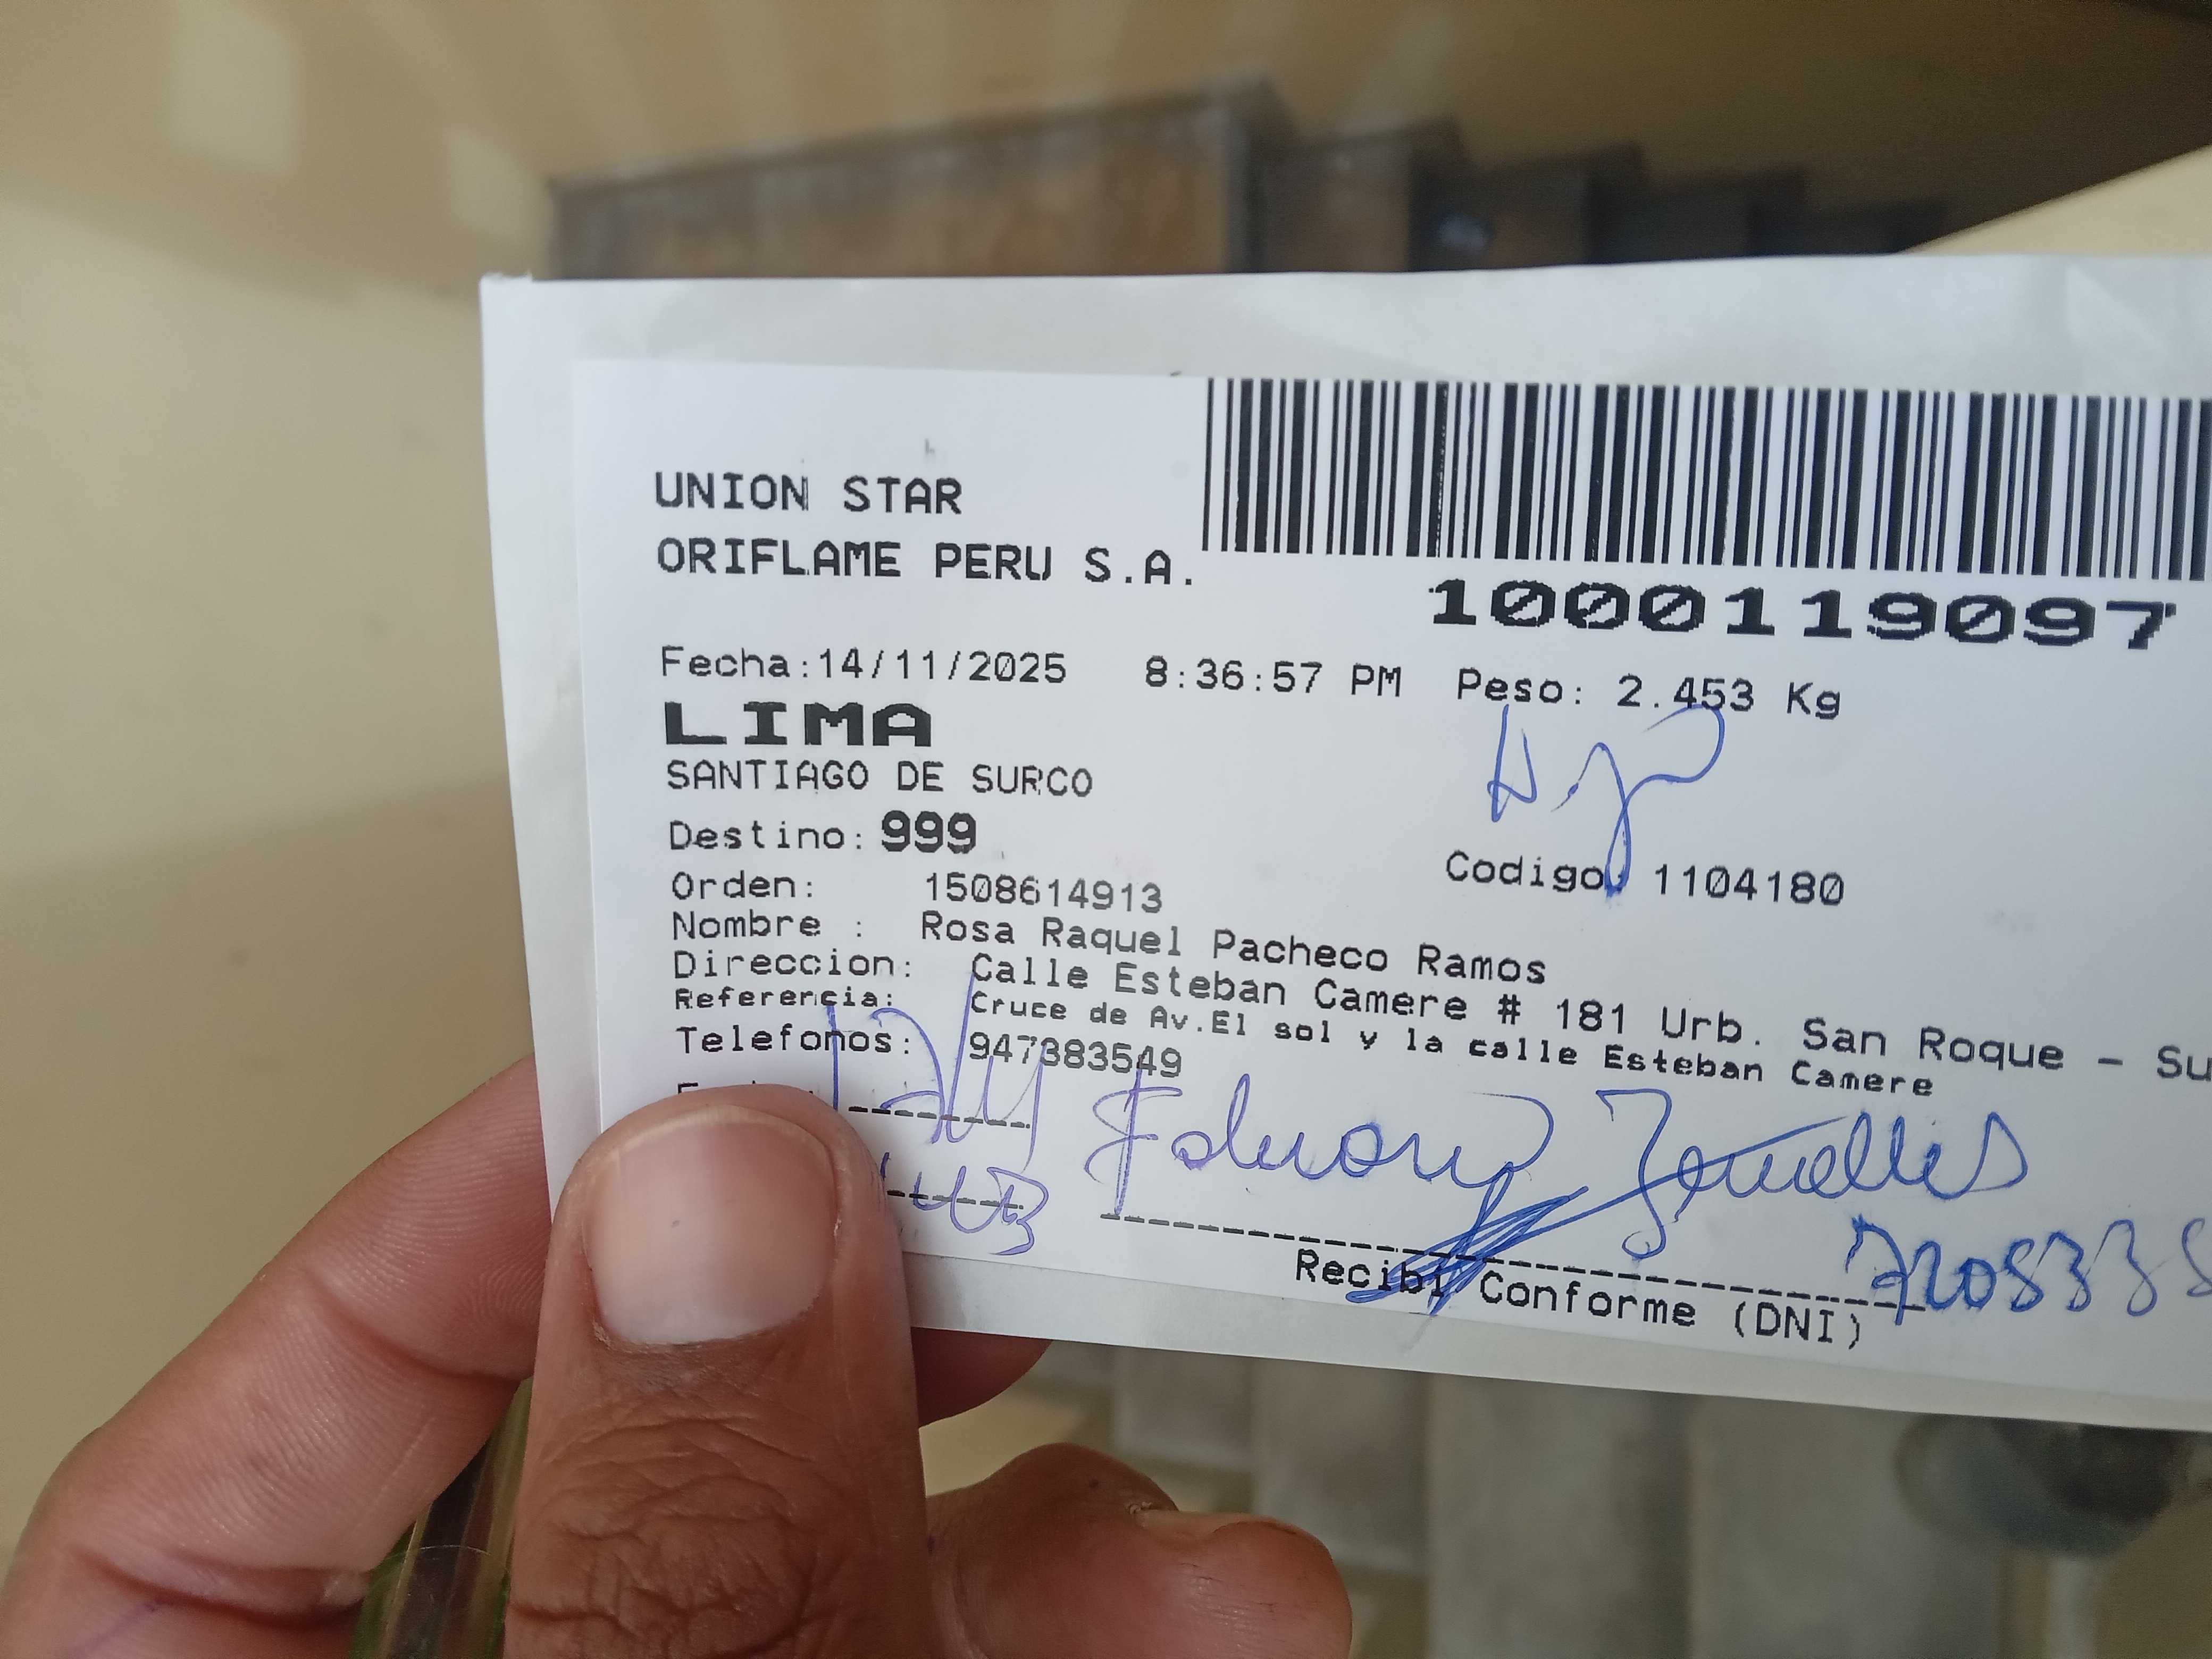 UNION STAR
ORIFLAME PERU S.A.
1000119097
Fecha:14/11/2025 8:36:57 PM Peso: 2.453 Kg
LIMA
SANTIAGO DE SURCO
Destino: 999
Orden: 1508614913 Codigo: 1104180
Nombre : Rosa Raquel Pacheco Ramos
Direccion: Calle Esteban Camere # 181 Urb. San Roque - Su
Referencia: Cruce de Av.El sol y la calle Esteban Camere
Telefonos: 947383549
Recibi Conforme (DNI)